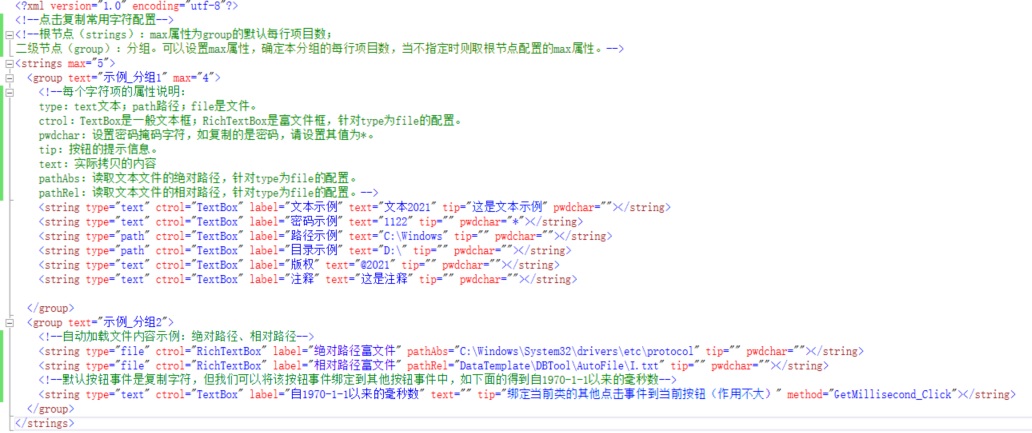 <?xml version="1.0" encoding="utf-8"?>
<!--点击复制常用字符配置-->
<!--根节点（strings）：max属性为group的默认每行项目数；
二级节点（group）：分组。可以设置max属性，确定本分组的每行项目数，当不指定时则取根节点配置的max属性。-->
<strings max="5">
<group text="示例_分组1" max="4">
<!--每个字符项的属性说明：
type：text文本；path路径；file是文件。
ctrol：TextBox是一般文本框；RichTextBox是富文件框，针对type为file的配置。
pwdchar：设置密码掩码字符，如复制的是密码，请设置其值为*。
tip：按钮的提示信息。
text：实际拷贝的内容
pathAbs：读取文本文件的绝对路径，针对type为file的配置。
pathRel：读取文本文件的相对路径，针对type为file的配置。-->
<string type="text" ctrol="TextBox" label="文本示例" text="文本2021" tip="这是文本示例" pwdchar=""></string>
<string type="text" ctrol="TextBox" label="密码示例" text="1122" tip="" pwdchar="*"></string>
<string type="path" ctrol="TextBox" label="路径示例" text="C:\Windows" tip="" pwdchar=""></string>
<string type="path" ctrol="TextBox" label="目录示例" text="D:\" tip="" pwdchar=""></string>
<string type="text" ctrol="TextBox" label="版权" text="@2021" tip="" pwdchar=""></string>
<string type="text" ctrol="TextBox" label="注释" text="这是注释" tip="" pwdchar=""></string>
</group>
<group text="示例_分组2">
<!--自动加载文件内容示例：绝对路径、相对路径-->
<string type="file" ctrol="RichTextBox" label="绝对路径富文件" pathAbs="C:\Windows\System32\drivers\etc\protocol" tip="" pwdchar=""></string>
<string type="file" ctrol="RichTextBox" label="相对路径富文件" pathRel="DataTemplate\DBTool\AutoFile\I.txt" tip="" pwdchar=""></string>
<!--默认按钮事件是复制字符，但我们可以将该按钮事件绑定到其他按钮事件中，如下面的得到自1970-1-1以来的毫秒数-->
<string type="text" ctrol="TextBox" label="自1970-1-1以来的毫秒数" text="" tip="绑定当前类的其他点击事件到当前按钮（作用不大）" method="GetMillisecond_Click"></string>
</group>
</strings>